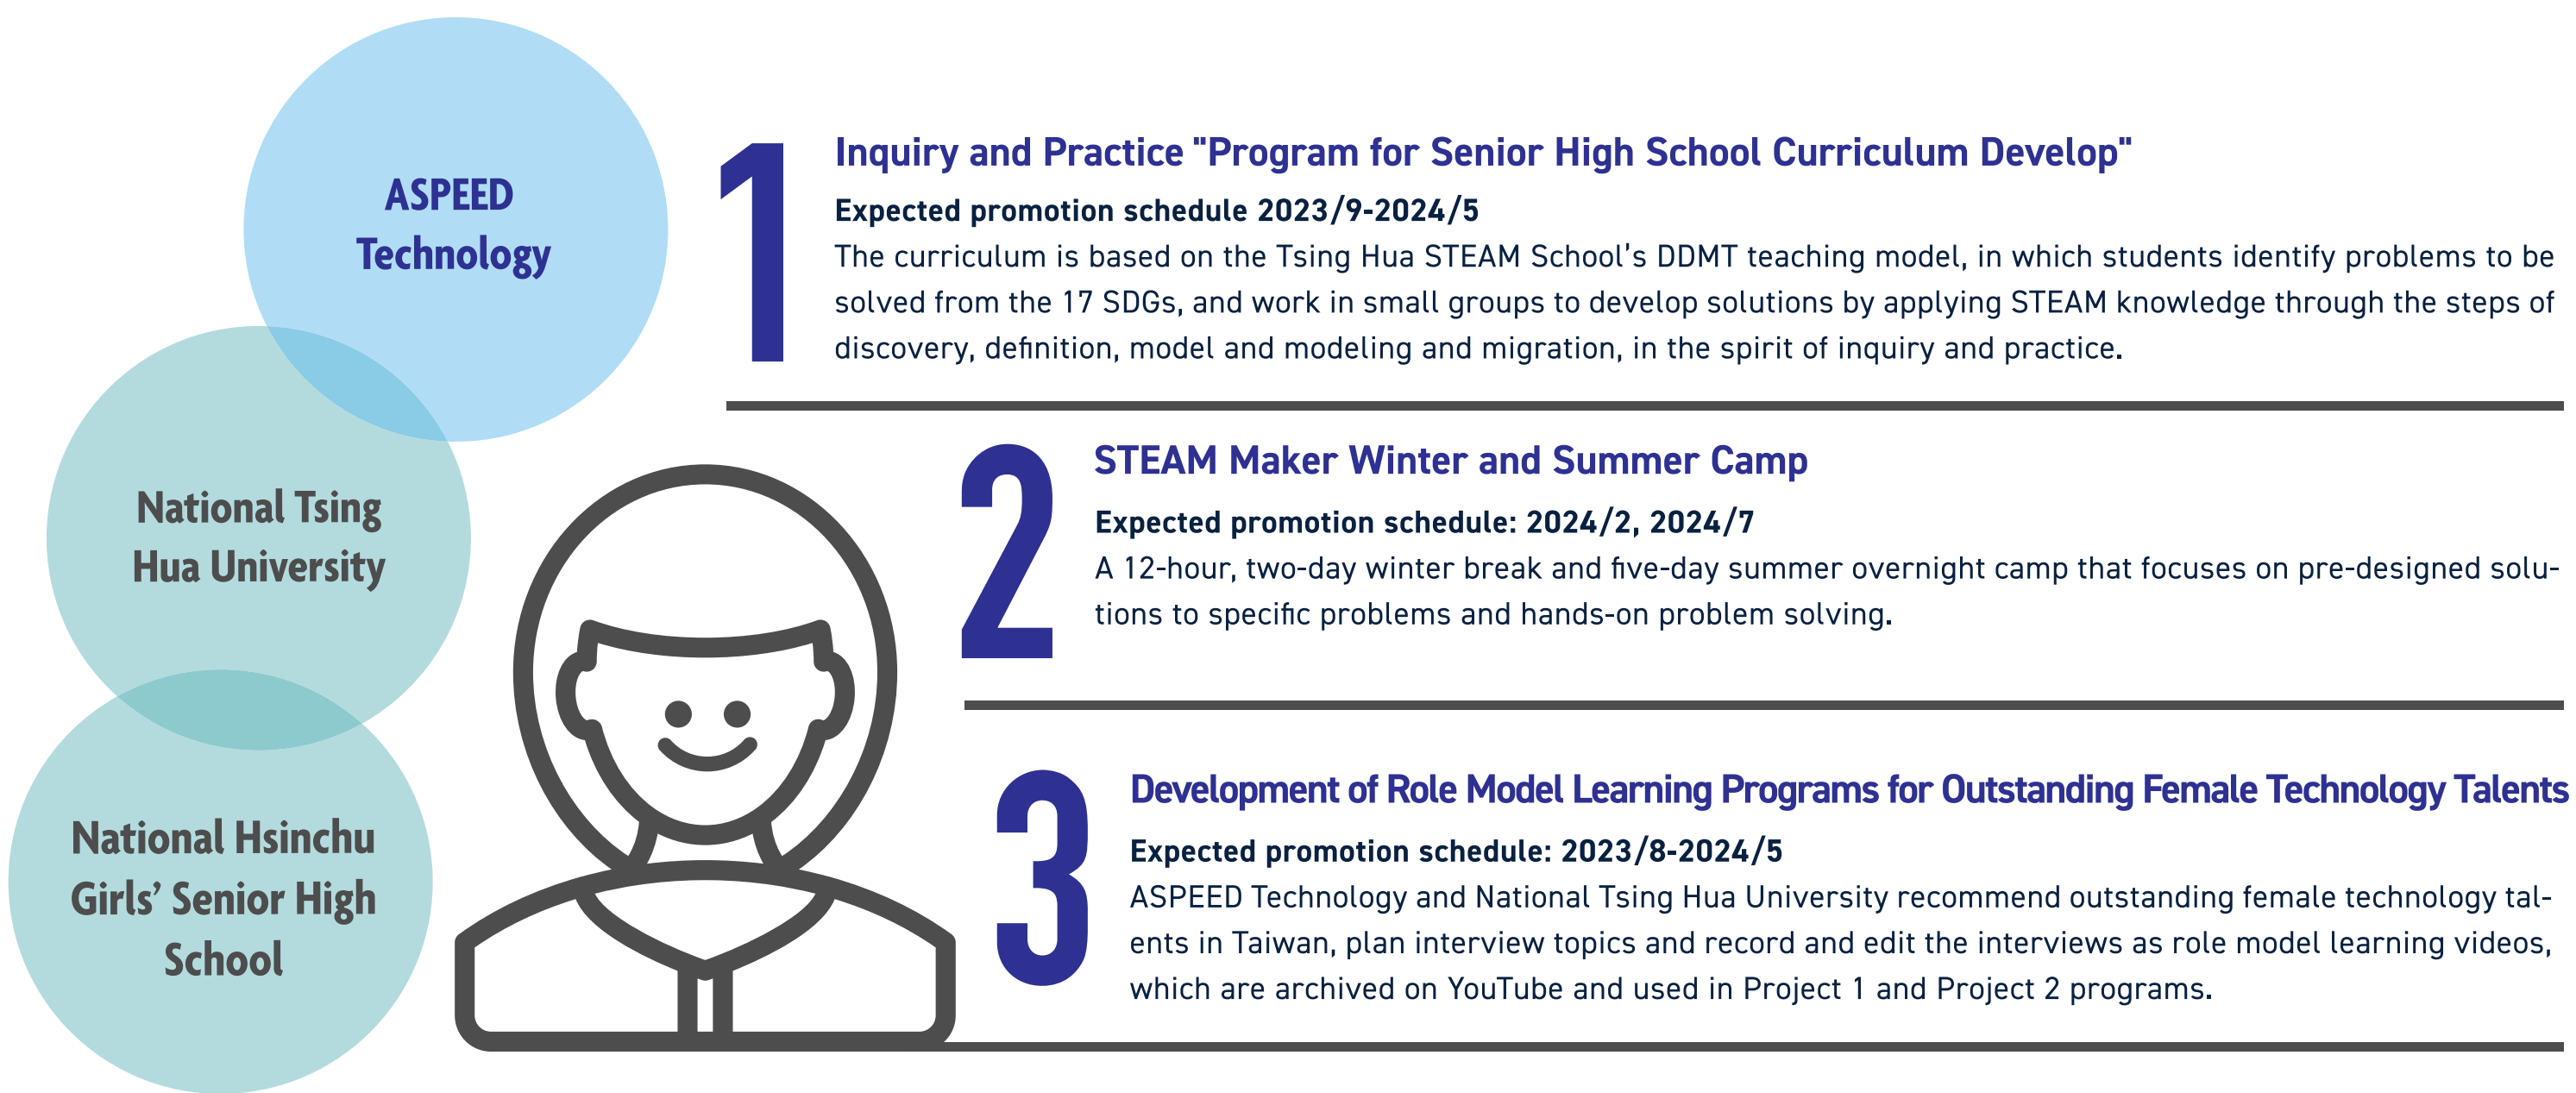 ASPEED
Technology
National Tsing
Hua University
National Hsinchu
Girls’ Senior High
School
1
Inquiry and Practice "Program for Senior High School Curriculum Develop"
Expected promotion schedule 2023/9-2024/5
The curriculum is based on the Tsing Hua STEAM School’s DDMT teaching model, in which students identify problems to be
solved from the 17 SDGs, and work in small groups to develop solutions by applying STEAM knowledge through the steps of
discovery, definition, model and modeling and migration, in the spirit of inquiry and practice.
2
STEAM Maker Winter and Summer Camp
Expected promotion schedule: 2024/2, 2024/7
A 12-hour, two-day winter break and five-day summer overnight camp that focuses on pre-designed solu-
tions to specific problems and hands-on problem solving.
3
Development of Role Model Learning Programs for Outstanding Female Technology Talents
Expected promotion schedule: 2023/8-2024/5
ASPEED Technology and National Tsing Hua University recommend outstanding female technology tal-
ents in Taiwan, plan interview topics and record and edit the interviews as role model learning videos,
which are archived on YouTube and used in Project 1 and Project 2 programs.